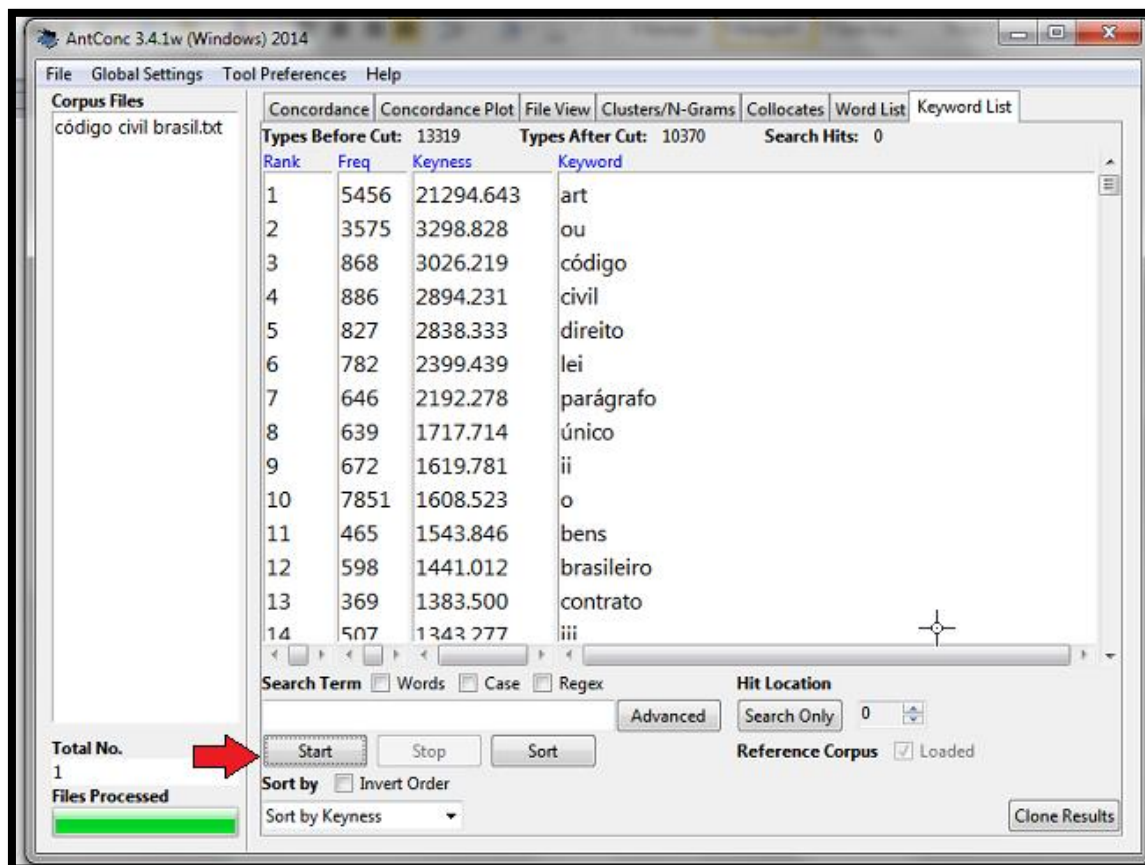 AntConc 3.4.1w (Windows) 2014
File Global Settings Tool Preferences Help
Corpus Files
código civil brasil.txt
Concordance Concordance Plot File View Clusters/N-Grams Collocates Word List Keyword List
Types Before Cut: 13319 Types After Cut: 10370 Search Hits: 0
Rank Freq Keyness Keyword
1 5456 21294.643 art
2 3575 3298.828 ou
3 868 3026.219 código
4 886 2894.231 civil
5 827 2838.333 direito
6 782 2399.439 lei
7 646 2192.278 parágrafo
8 639 1717.714 único
9 672 1619.781 ii
10 7851 1608.523 o
11 465 1543.846 bens
12 598 1441.012 brasileiro
13 369 1383.500 contrato
14 507 1343.277 iii
Search Term Words Case Regex Hit Location
Advanced Search Only 0
Total No. Start Stop Sort Reference Corpus Loaded
1
Sort by Invert Order
Files Processed
Sort by Keyness Clone Results